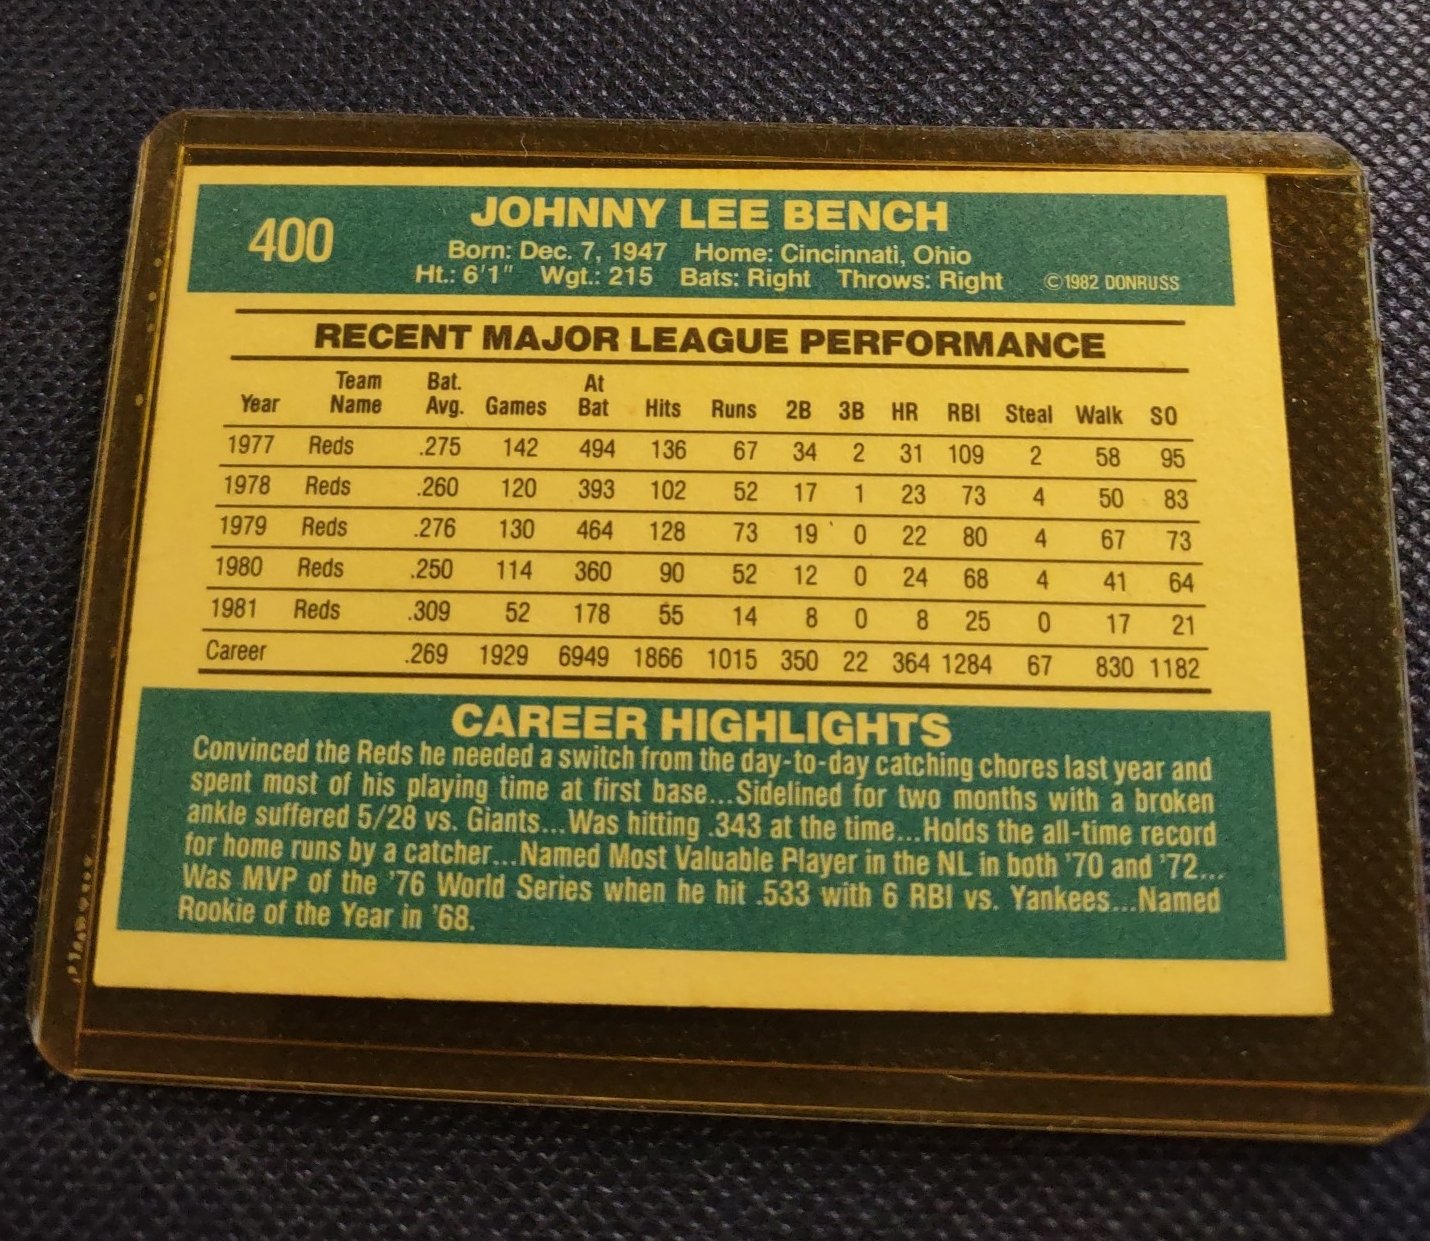 400
JOHNNY LEE BENCH
Born: Dec. 7, 1947 Home: Cincinnati, Ohio
Ht.: 6'1" Wgt.: 215 Bats: Right Throws: Right ©1982 DONRUSS
RECENT MAJOR LEAGUE PERFORMANCE
Year Team Name Bat. Avg. Games At Bat Hits Runs 2B 3B HR RBI Steal Walk SO
1977 Reds .275 142 494 136 67 34 2 31 109 2 58 95
1978 Reds .260 120 393 102 52 17 1 23 73 4 50 83
1979 Reds .276 130 464 128 73 19 0 22 80 4 67 73
1980 Reds .250 114 360 90 52 12 0 24 68 4 41 64
1981 Reds .309 52 178 55 14 8 0 8 25 0 17 21
Career .269 1929 6949 1866 1015 350 22 364 1284 67 830 1182
CAREER HIGHLIGHTS
Convinced the Reds he needed a switch from the day-to-day catching chores last year and
spent most of his playing time at first base...Sidelined for two months with a broken
ankle suffered 5/28 vs. Giants...Was hitting .343 at the time...Holds the all-time record
for home runs by a catcher...Named Most Valuable Player in the NL in both '70 and '72...
Was MVP of the '76 World Series when he hit .533 with 6 RBI vs. Yankees...Named
Rookie of the Year in '68.